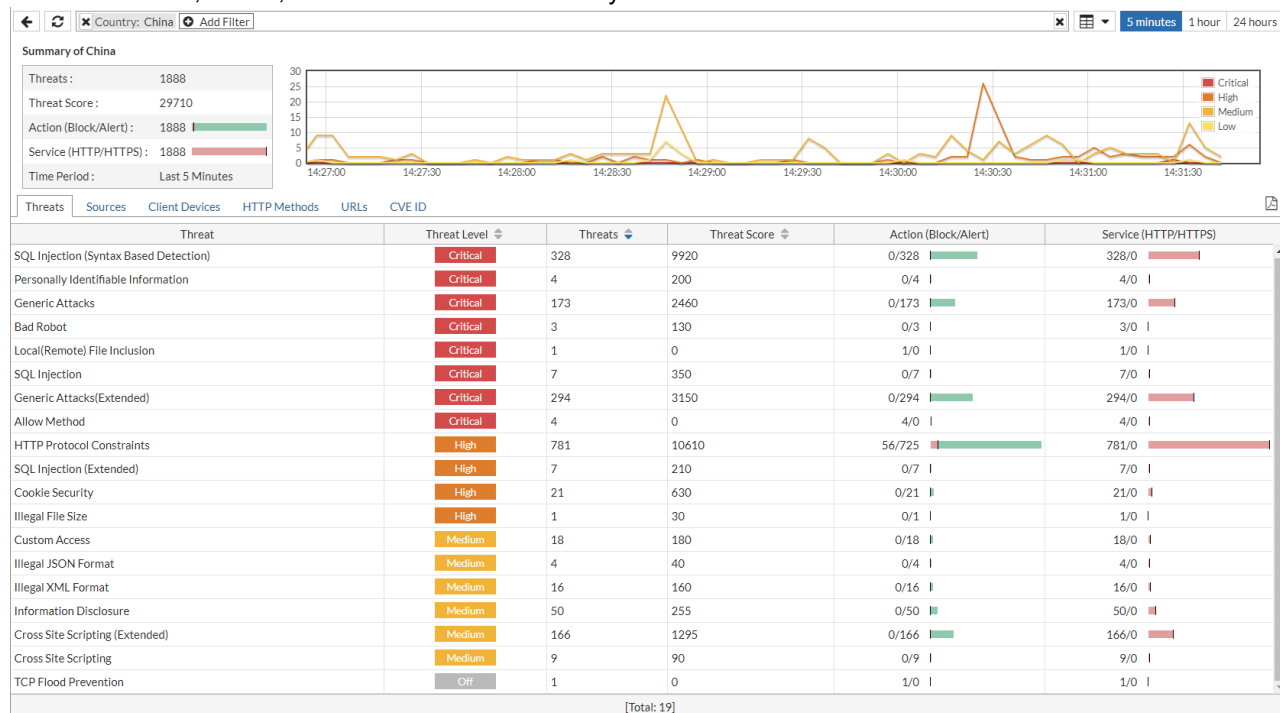 Country: China Add Filter 5 minutes 1 hour 24 hours
Summary of China
Threats : 1888
Threat Score : 29710
Action (Block/Alert) : 1888
Service (HTTP/HTTPS) : 1888
Time Period : Last 5 Minutes
30
25
20
15
10
5
0
14:27:00 14:27:30 14:28:00 14:28:30 14:29:00 14:29:30 14:30:00 14:30:30 14:31:00 14:31:30
Critical
High
Medium
Low
Threats Sources Client Devices HTTP Methods URLs CVE ID
Threat Threat Level Threats Threat Score Action (Block/Alert) Service (HTTP/HTTPS)
SQL Injection (Syntax Based Detection) Critical 328 9920 0/328 328/0
Personally Identifiable Information Critical 4 200 0/4 4/0
Generic Attacks Critical 173 2460 0/173 173/0
Bad Robot Critical 3 130 0/3 3/0
Local(Remote) File Inclusion Critical 1 0 1/0 1/0
SQL Injection Critical 7 350 0/7 7/0
Generic Attacks(Extended) Critical 294 3150 0/294 294/0
Allow Method Critical 4 0 4/0 4/0
HTTP Protocol Constraints High 781 10610 56/725 781/0
SQL Injection (Extended) High 7 210 0/7 7/0
Cookie Security High 21 630 0/21 21/0
Illegal File Size High 1 30 0/1 1/0
Custom Access Medium 18 180 0/18 18/0
Illegal JSON Format Medium 4 40 0/4 4/0
Illegal XML Format Medium 16 160 0/16 16/0
Information Disclosure Medium 50 255 0/50 50/0
Cross Site Scripting (Extended) Medium 166 1295 0/166 166/0
Cross Site Scripting Medium 9 90 0/9 9/0
TCP Flood Prevention Off 1 0 1/0 1/0
[Total: 19]